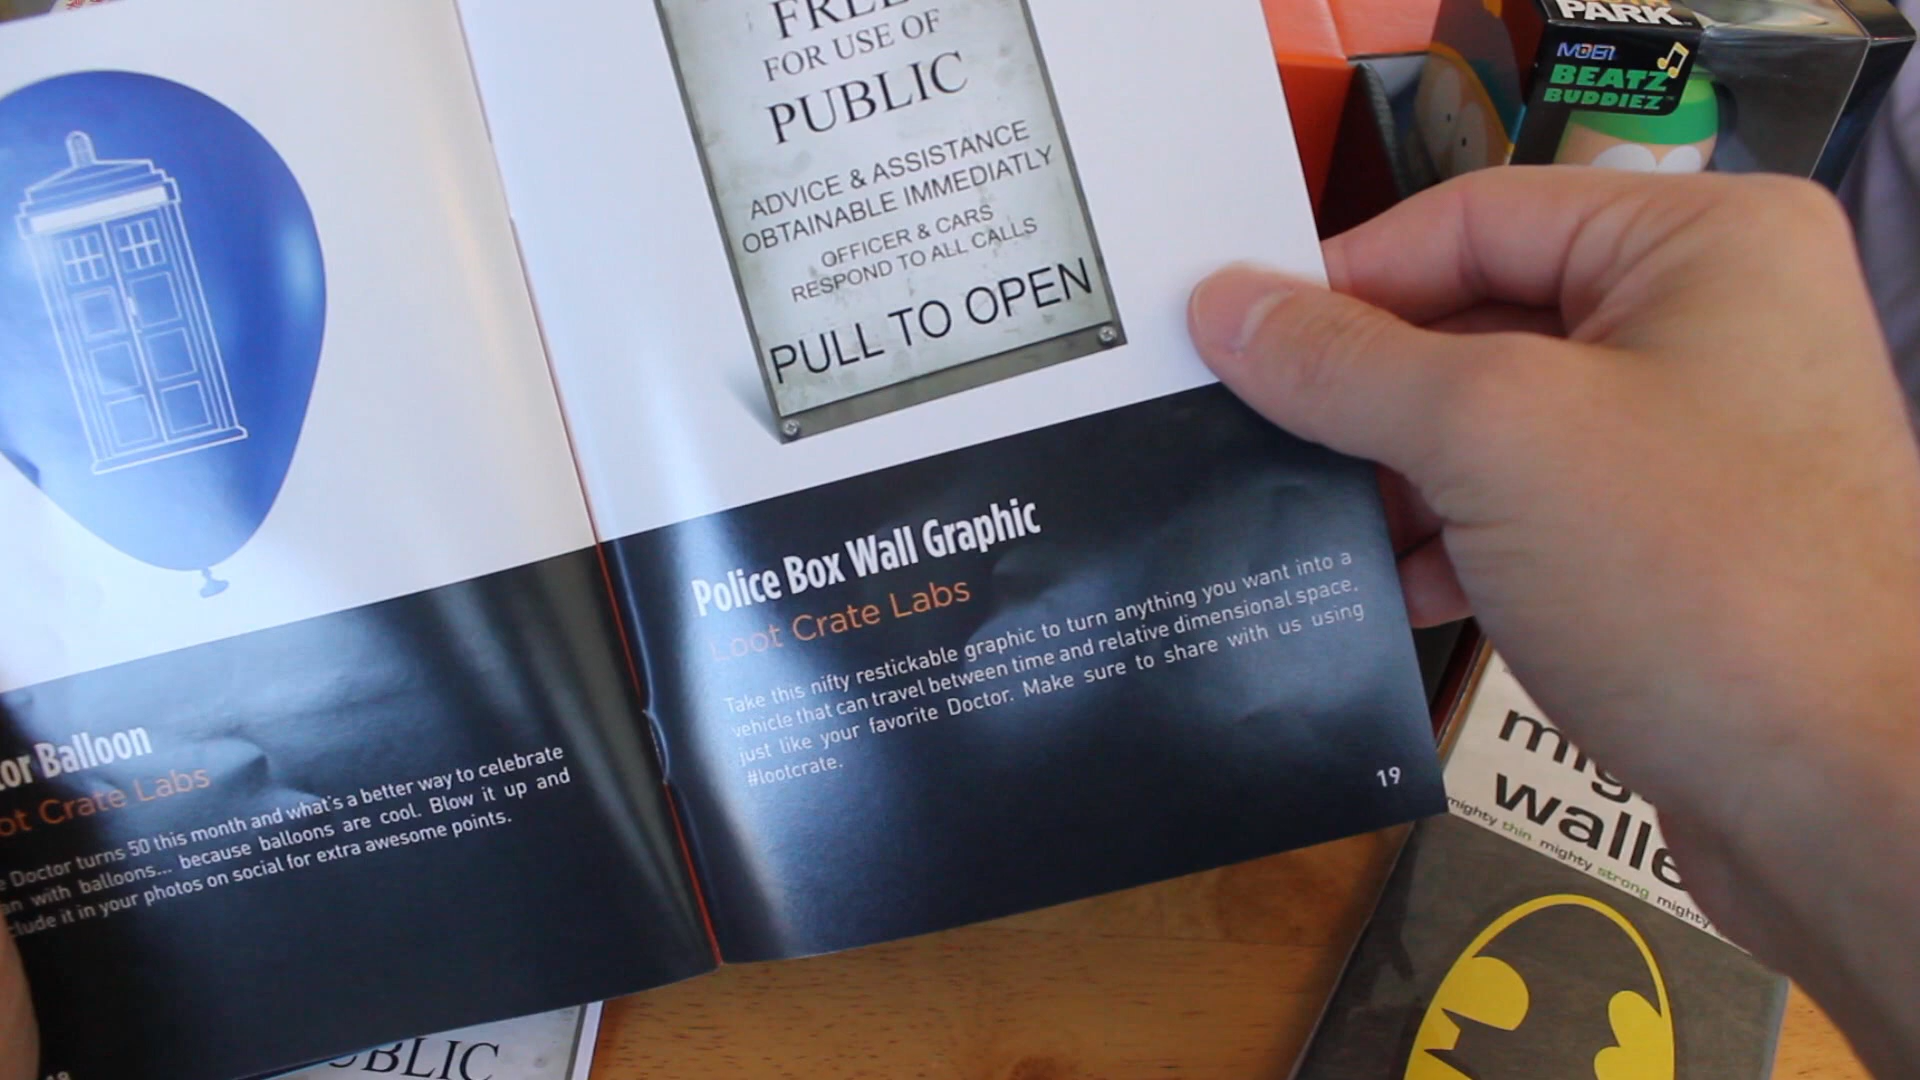 FREE
FOR USE OF
PUBLIC
ADVICE & ASSISTANCE
OBTAINABLE IMMEDIATLY
OFFICER & CARS
RESPOND TO ALL CALLS
PULL TO OPEN
Police Box Wall Graphic
Loot Crate Labs
Take this nifty restickable graphic to turn anything you want into a
vehicle that can travel between time and relative dimensional space,
just like your favorite Doctor. Make sure to share with us using
#lootcrate.
19
Balloon
Crate Labs
Doctor turns 50 this month and what's a better way to celebrate
with balloons... because balloons are cool. Blow it up and
it in your photos on social for extra awesome points.
PARK
MOBI
BEATZ
BUDDIEZ™
mighty thin mighty strong mighty